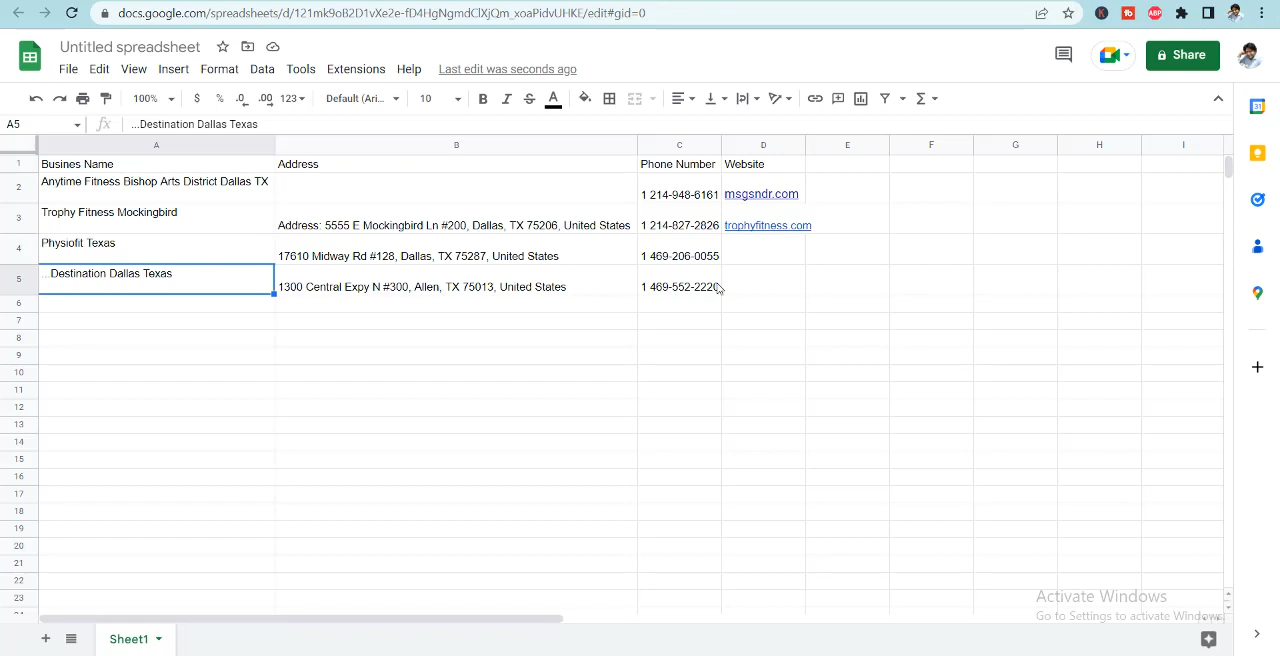 docs.google.com/spreadsheets/d/121mk9oB2D1vXe2e-fD4HgNgmdClXjQm_xoaPidvUHKE/edit#gid=0
Untitled spreadsheet
File Edit View Insert Format Data Tools Extensions Help Last edit was seconds ago
Share
100% $ % .0 .00 123 Default (Ari... 10 B I S A
A5 fx ...Destination Dallas Texas
A B C D E F G H I
1 Busines Name Address Phone Number Website
2 Anytime Fitness Bishop Arts District Dallas TX 1 214-948-6161 msgsndr.com
3 Trophy Fitness Mockingbird Address: 5555 E Mockingbird Ln #200, Dallas, TX 75206, United States 1 214-827-2826 trophyfitness.com
4 Physiofit Texas 17610 Midway Rd #128, Dallas, TX 75287, United States 1 469-206-0055
5 ...Destination Dallas Texas 1300 Central Expy N #300, Allen, TX 75013, United States 1 469-552-2220
6
7
8
9
10
11
12
13
14
15
16
17
18
19
20
21
22
23
Activate Windows
Go to Settings to activate Windows.
Sheet1